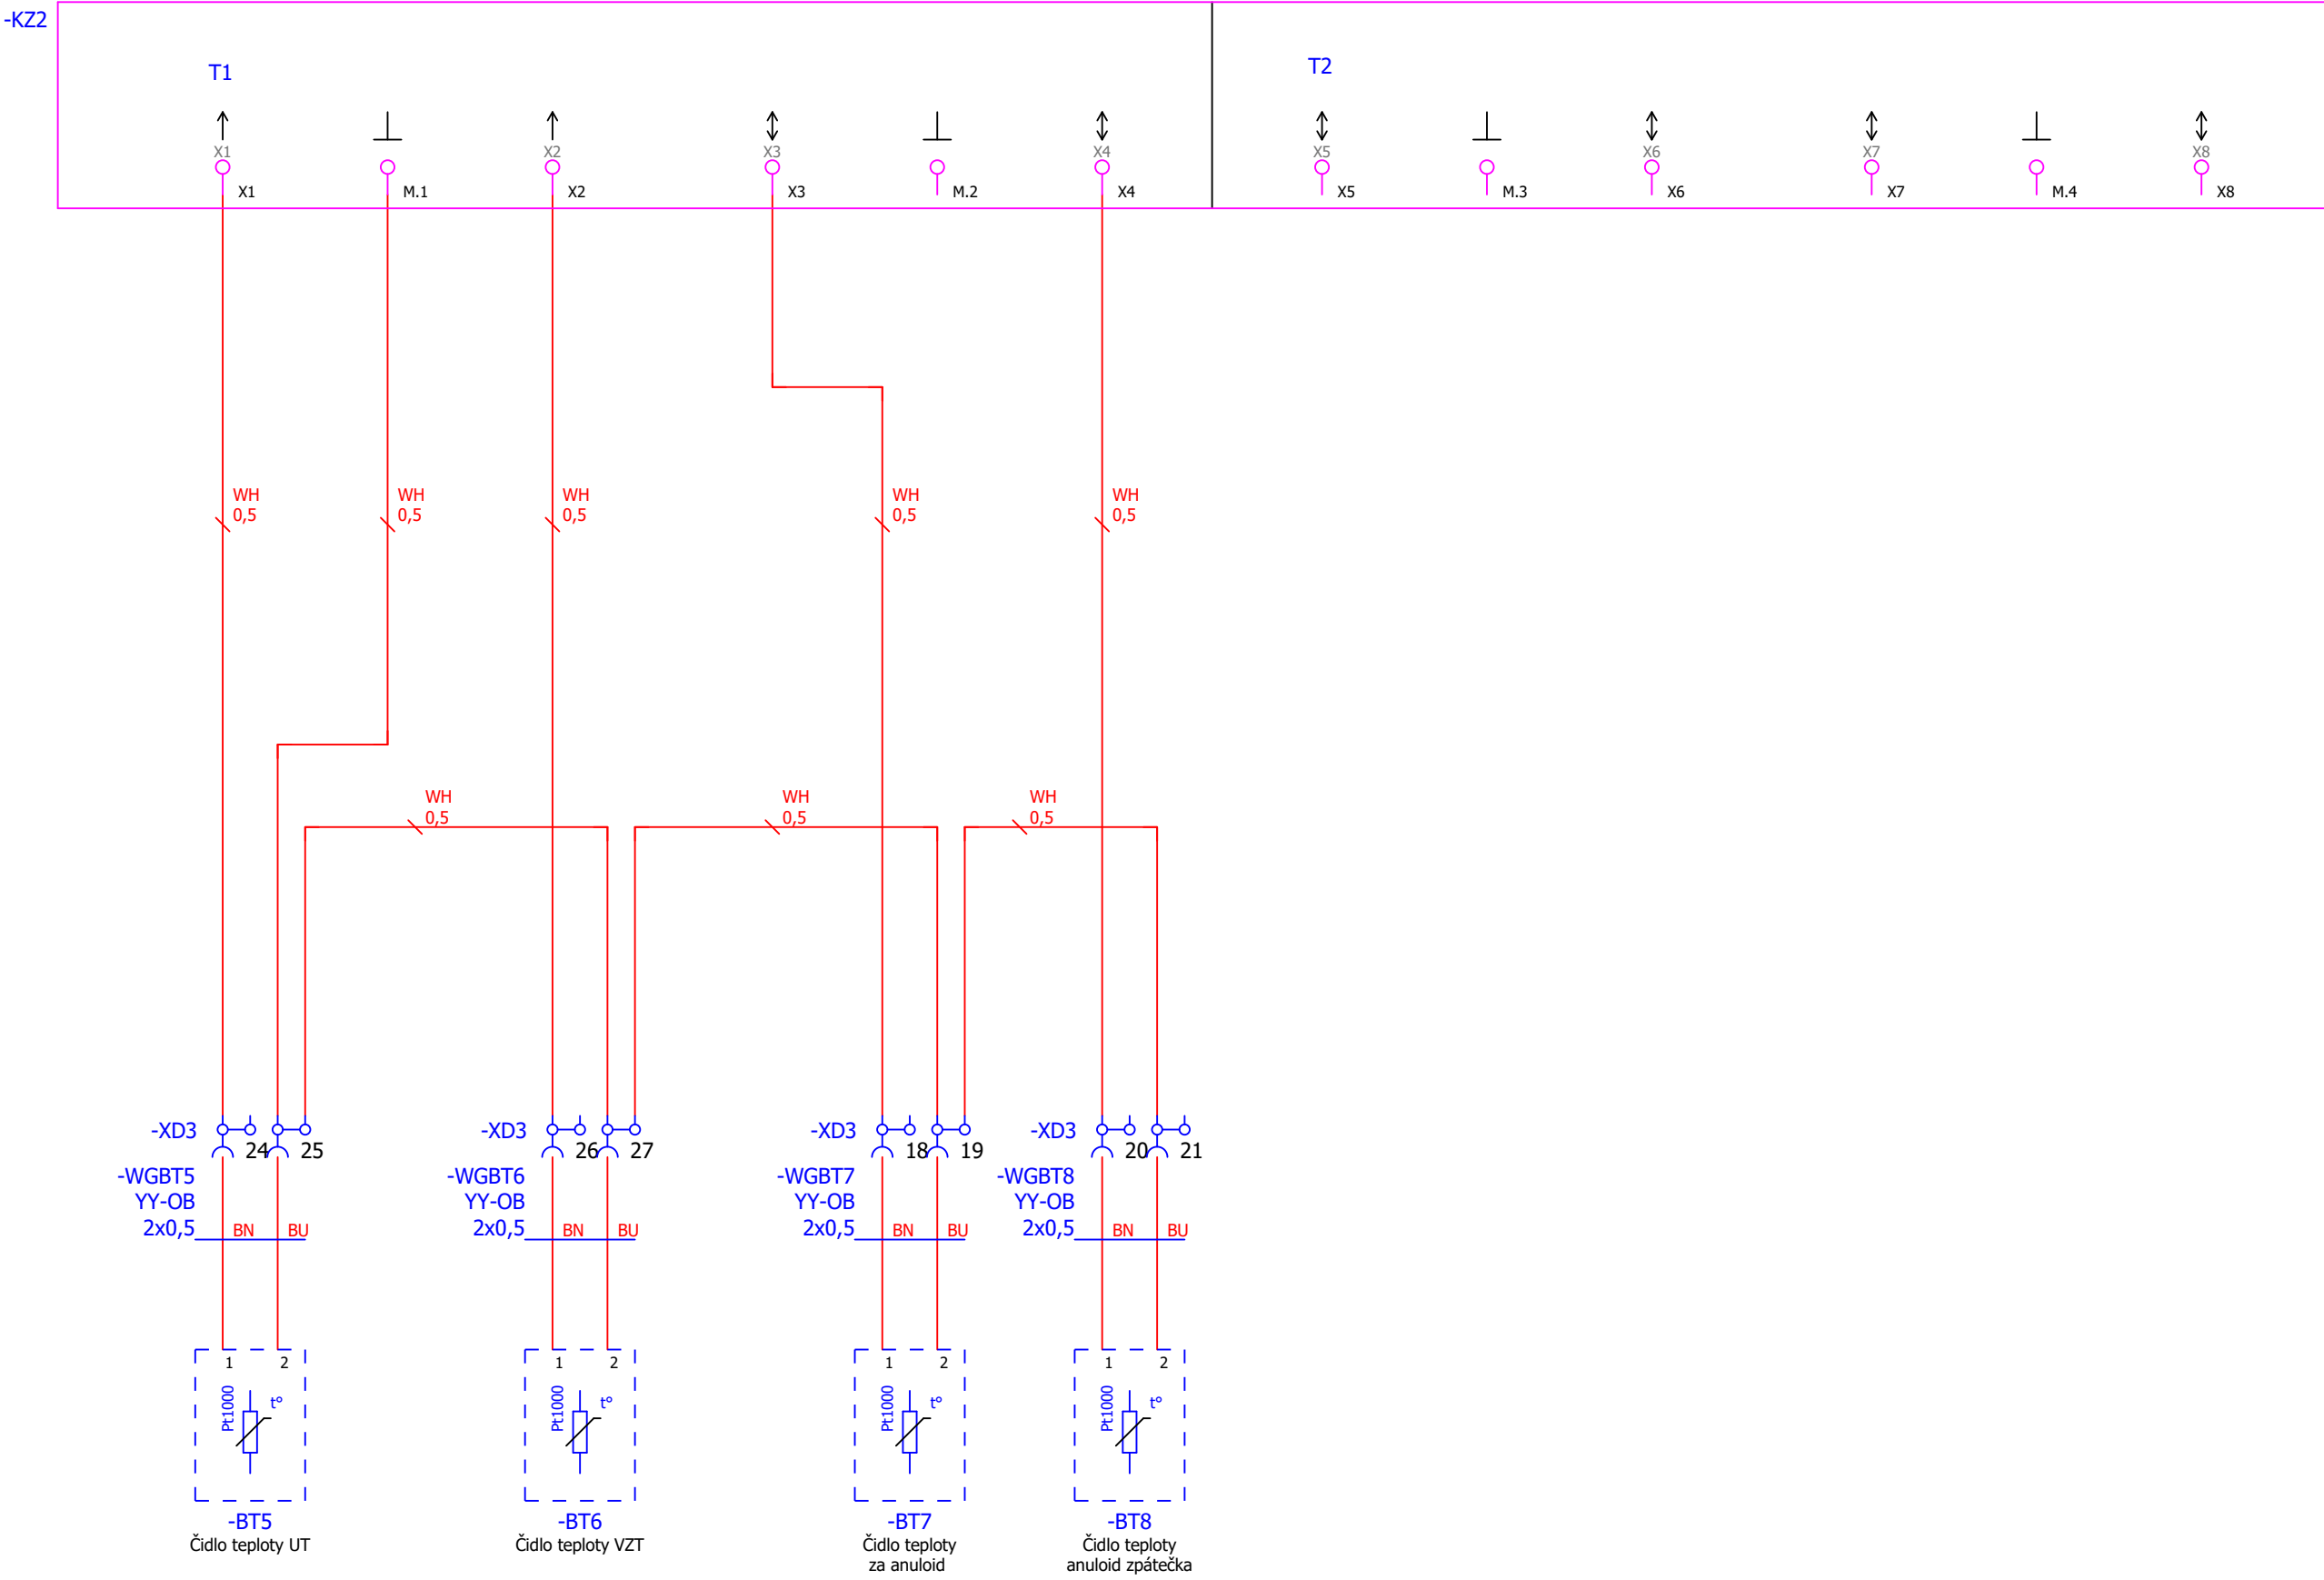 -KZ2
T1
T2
X1
X2
X3
X4
X5
X6
X7
X8
X1
M.1
X2
X3
M.2
X4
X5
M.3
X6
X7
M.4
X8
WH
0,5
WH
0,5
WH
0,5
WH
0,5
WH
0,5
WH
0,5
WH
0,5
WH
0,5
-XD3
24
25
-XD3
26
27
-XD3
18
19
-XD3
20
21
-WGBT5
YY-OB
2x0,5
BN
BU
-WGBT6
YY-OB
2x0,5
BN
BU
-WGBT7
YY-OB
2x0,5
BN
BU
-WGBT8
YY-OB
2x0,5
BN
BU
1
2
Pt1000
t°
-BT5
Čidlo teploty UT
1
2
Pt1000
t°
-BT6
Čidlo teploty VZT
1
2
Pt1000
t°
-BT7
Čidlo teploty
za anuloid
1
2
Pt1000
t°
-BT8
Čidlo teploty
anuloid zpátečka